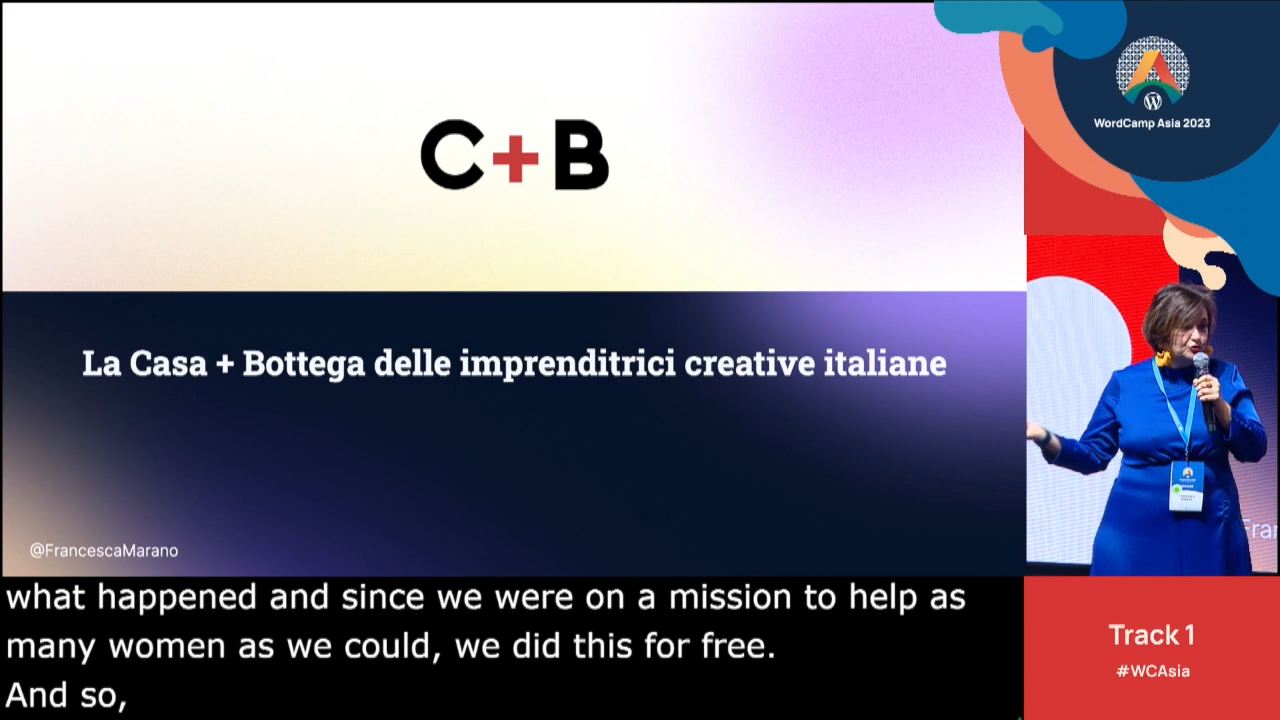 C+B
La Casa + Bottega delle imprenditrici creative italiane
@FrancescaMarano
what happened and since we were on a mission to help as
many women as we could, we did this for free.
And so,
WordCamp Asia 2023
Fra
Track 1
#WCAsia